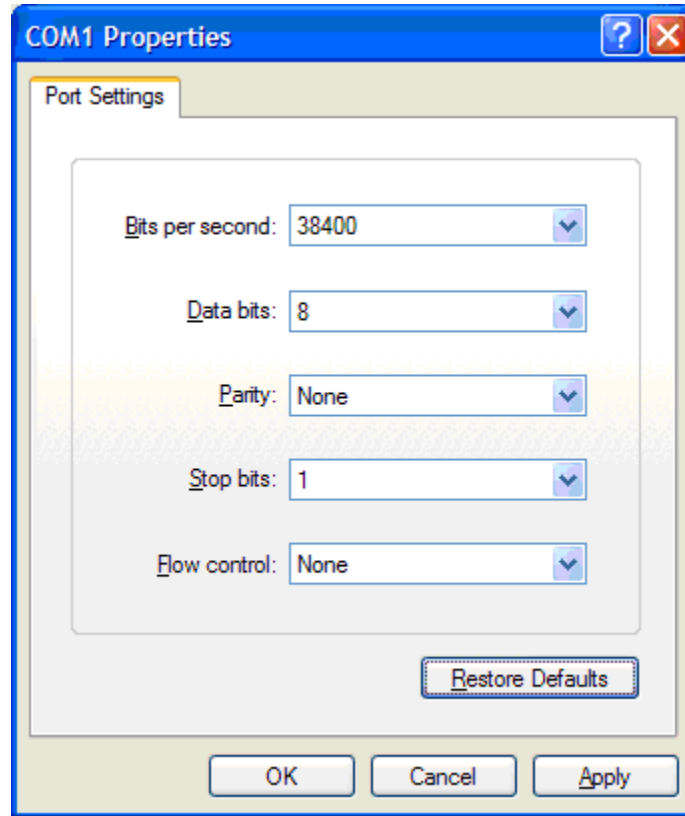 COM1 Properties
Port Settings
Bits per second: 38400
Data bits: 8
Parity: None
Stop bits: 1
Flow control: None
Restore Defaults
OK Cancel Apply